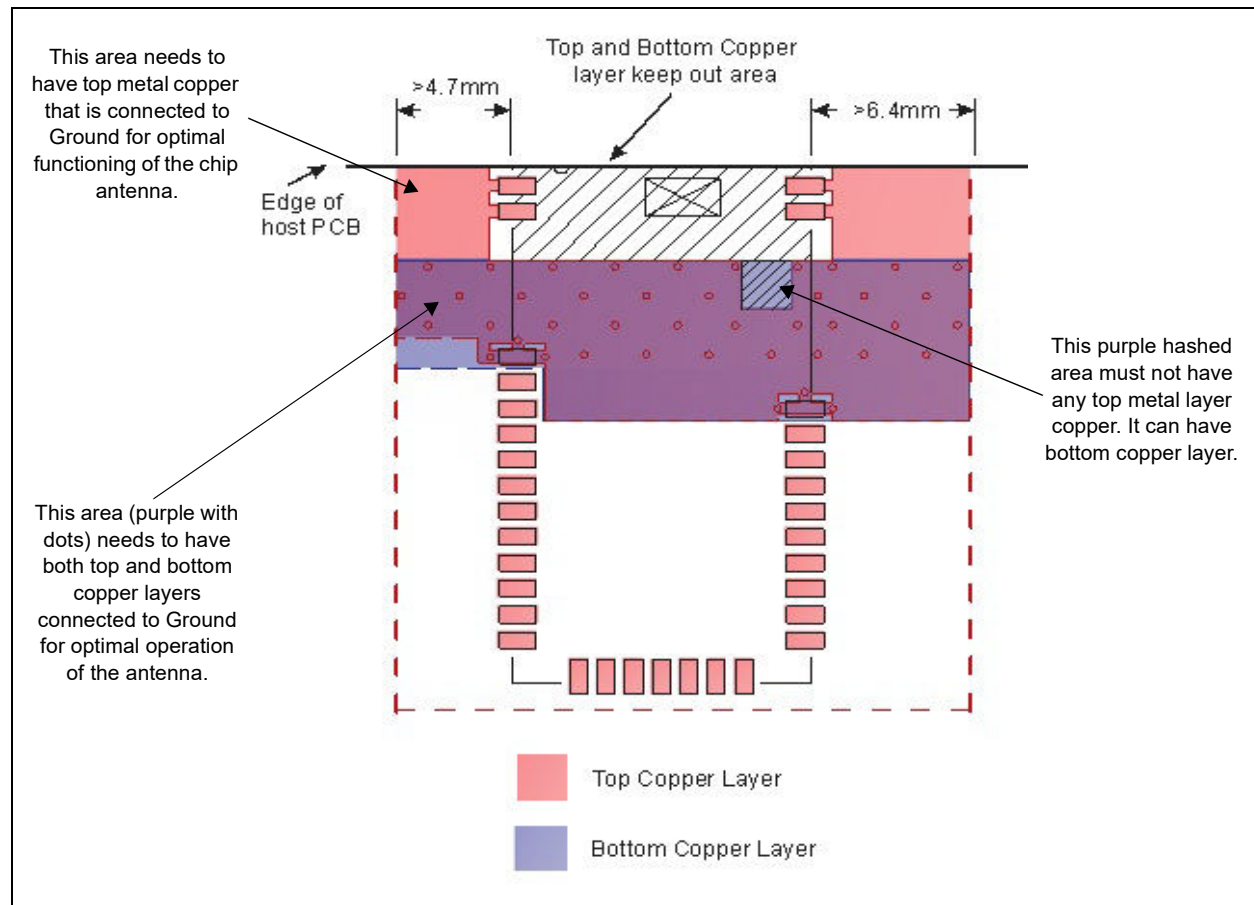 This area needs to
have top metal copper
that is connected to
Ground for optimal
functioning of the chip
antenna.
Top and Bottom Copper
layer keep out area
>4.7mm
>6.4mm
Edge of
host PCB
This purple hashed
area must not have
any top metal layer
copper. It can have
bottom copper layer.
This area (purple with
dots) needs to have
both top and bottom
copper layers
connected to Ground
for optimal operation
of the antenna.
Top Copper Layer
Bottom Copper Layer